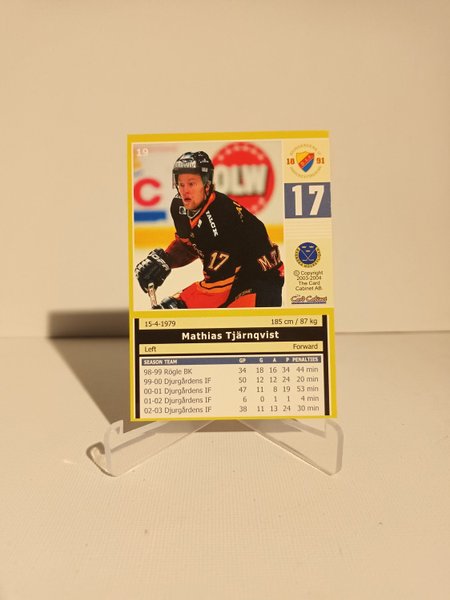 19
OLW
C
17
M.T
18 91
17
© Copyright
2003-2004
The Card
Cabinet AB.
Card Cabinet
15-4-1979 185 cm / 87 kg
Mathias Tjärnqvist
Left Forward
SEASON TEAM GP G A P PENALTIES
98-99 Rögle BK 34 18 16 34 44 min
99-00 Djurgårdens IF 50 12 12 24 20 min
00-01 Djurgårdens IF 47 11 8 19 53 min
01-02 Djurgårdens IF 6 0 1 1 4 min
02-03 Djurgårdens IF 38 11 13 24 30 min